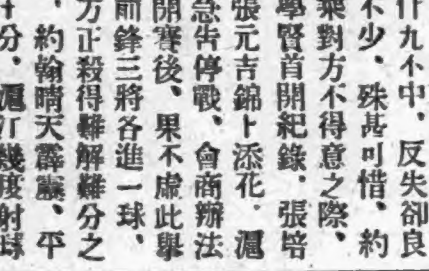 什九不中、反失卻良
不少、殊甚可惜、約
乘對方不得意之際、
學賢首開紀錄、張培
張元吉錦上添花、滬
急告停戰、會商辦法
開賽後、果不虛此舉
前鋒三將各進一球、
方正殺得難解難分之
、約翰晴天霹靂、平
十分、滬江幾度射球